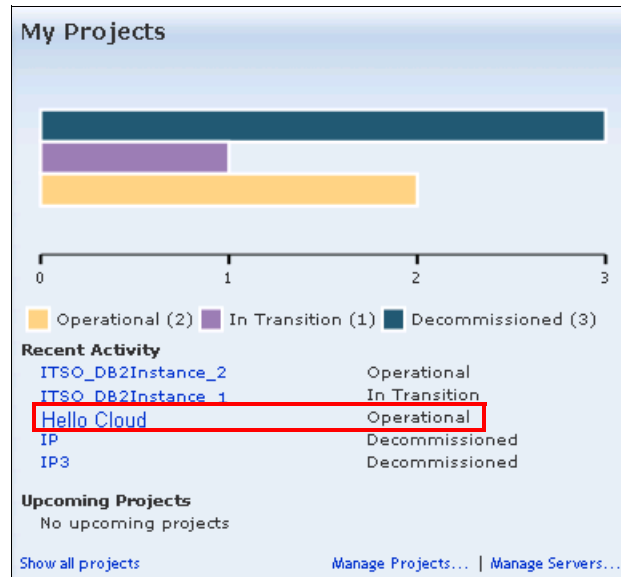 My Projects
0 1 2 3
Operational (2) In Transition (1) Decommissioned (3)
Recent Activity
ITSO_DB2Instance_2 Operational
ITSO_DB2Instance_1 In Transition
Hello Cloud Operational
IP Decommissioned
IP3 Decommissioned
Upcoming Projects
No upcoming projects
Show all projects Manage Projects... | Manage Servers...